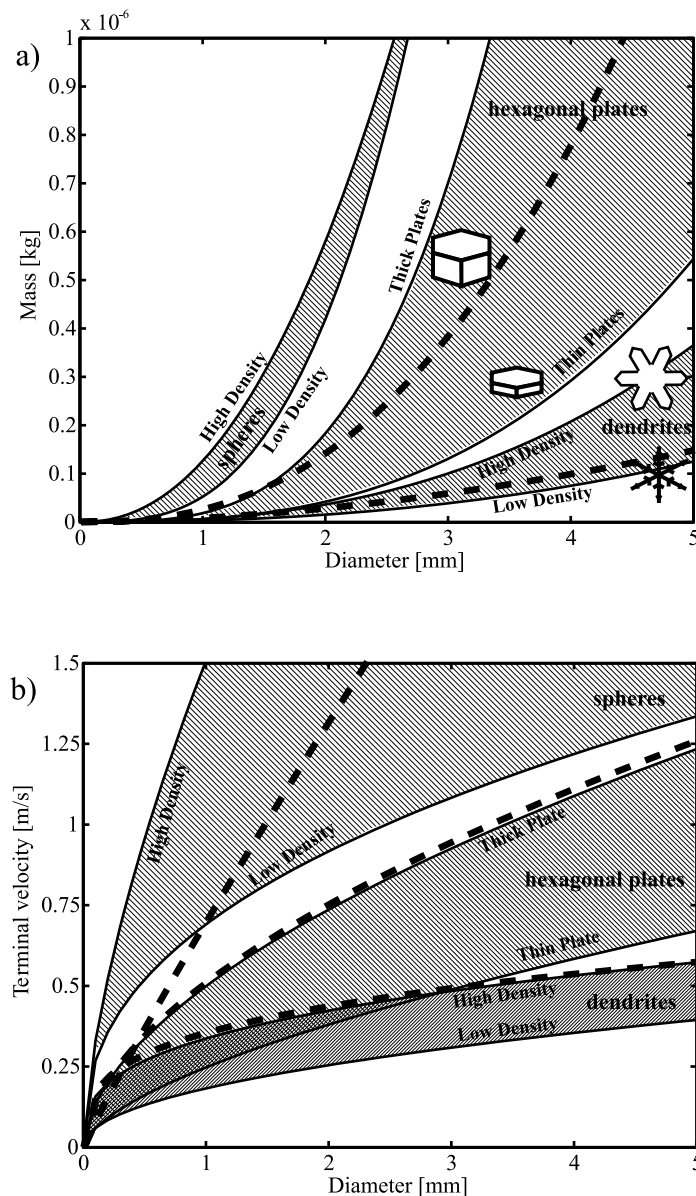 x 10⁻⁶
a)
1
0.9
0.8
0.7
0.6
0.5
0.4
0.3
0.2
0.1
0
Mass [kg]
hexagonal plates
Thick Plates
Thin Plates
High Density
spheres
Low Density
dendrites
High Density
Low Density
0 1 2 3 4 5
Diameter [mm]
b)
1.5
1.25
1
0.75
0.5
0.25
0
Terminal velocity [m/s]
spheres
High Density
Low Density
Thick Plate
hexagonal plates
Thin Plate
High Density
dendrites
Low Density
0 1 2 3 4 5
Diameter [mm]